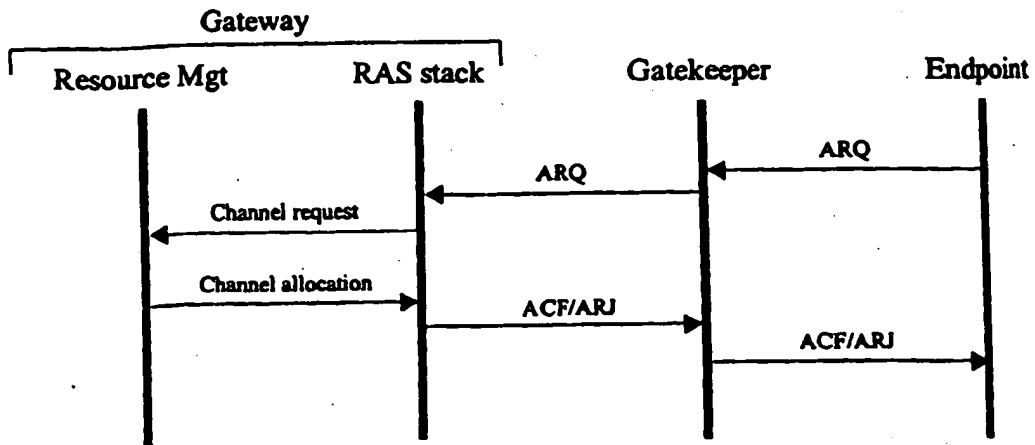 Gateway
Resource Mgt
RAS stack
Gatekeeper
Endpoint
ARQ
ARQ
Channel request
Channel allocation
ACF/ARJ
ACF/ARJ